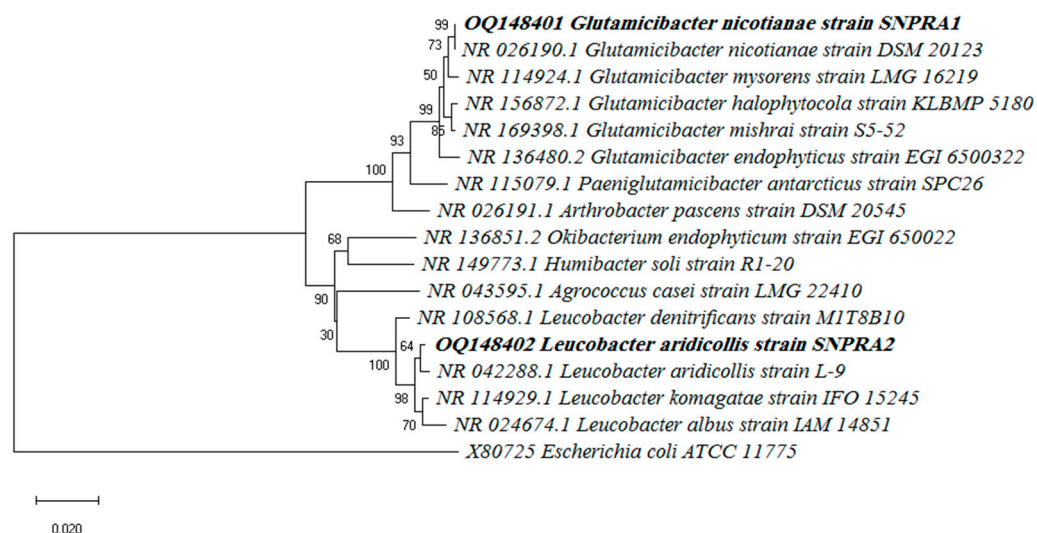 99
OQ148401 Glutamicibacter nicotianae strain SNPRA1
73
NR 026190.1 Glutamicibacter nicotianae strain DSM 20123
50
NR 114924.1 Glutamicibacter mysorens strain LMG 16219
99
NR 156872.1 Glutamicibacter halophytocola strain KLBMP 5180
85
NR 169398.1 Glutamicibacter mishrai strain S5-52
93
NR 136480.2 Glutamicibacter endophyticus strain EGI 6500322
100
NR 115079.1 Paeniglutamicibacter antarcticus strain SPC26
NR 026191.1 Arthrobacter pascens strain DSM 20545
68
NR 136851.2 Okibacterium endophyticum strain EGI 650022
NR 149773.1 Humibacter soli strain R1-20
90
NR 043595.1 Agrococcus casei strain LMG 22410
30
NR 108568.1 Leucobacter denitrificans strain M1T8B10
64
OQ148402 Leucobacter aridicollis strain SNPRA2
100
NR 042288.1 Leucobacter aridicollis strain L-9
98
NR 114929.1 Leucobacter komagatae strain IFO 15245
70
NR 024674.1 Leucobacter albus strain IAM 14851
X80725 Escherichia coli ATCC 11775
0.020